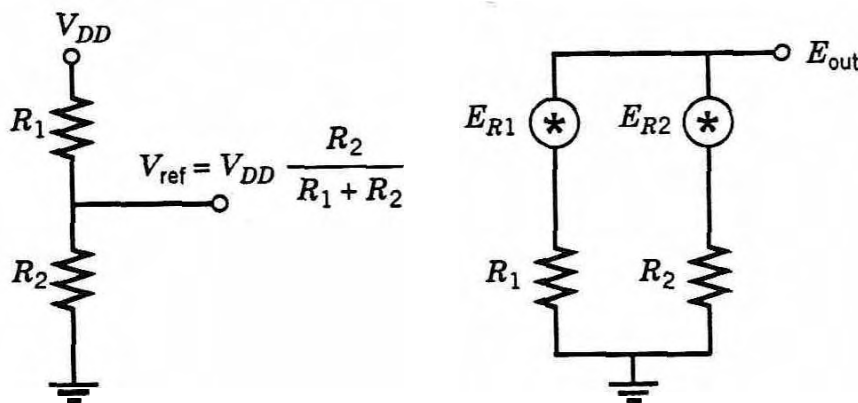 V_DD
R_1
V_ref = V_DD R_2 / (R_1 + R_2)
R_2
E_out
E_R1 * E_R2 *
R_1 R_2